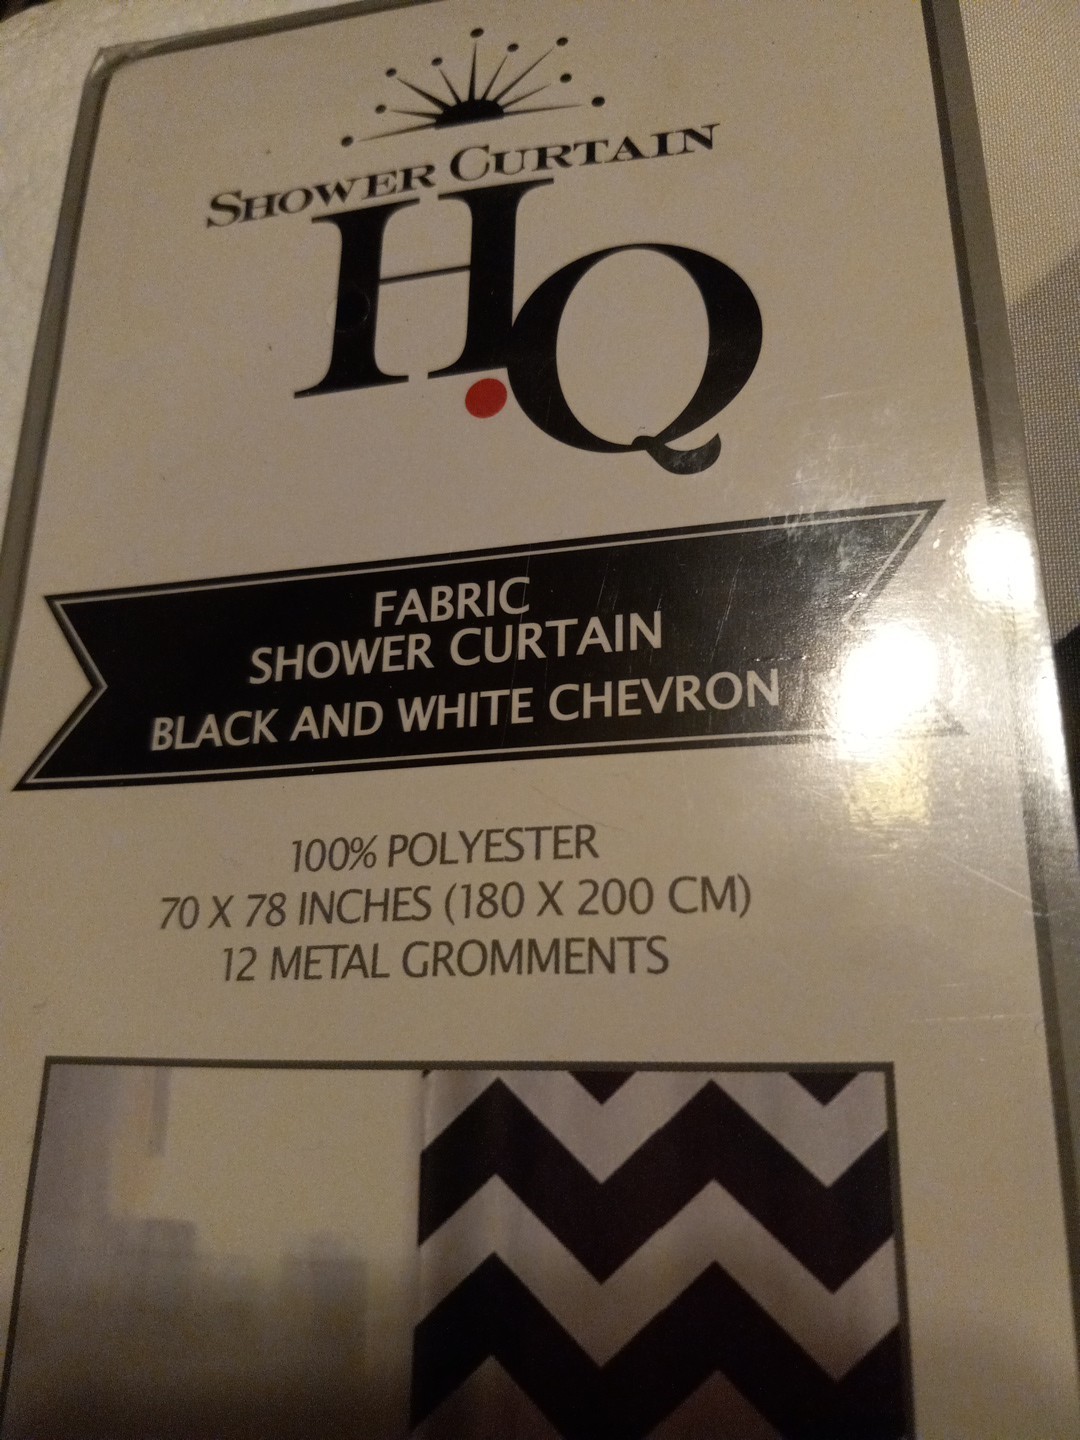 SHOWER CURTAIN
HQ
FABRIC
SHOWER CURTAIN
BLACK AND WHITE CHEVRON
100% POLYESTER
70 X 78 INCHES (180 X 200 CM)
12 METAL GROMMENTS